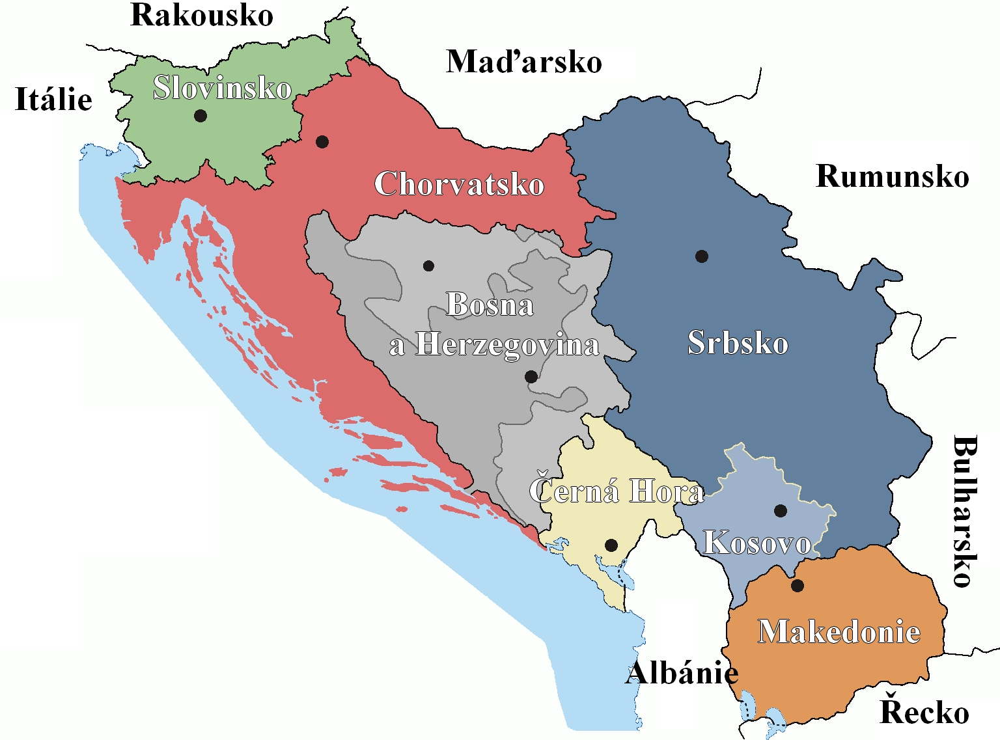 Rakousko
Maďarsko
Itálie
Slovinsko
Rumunsko
Chorvatsko
Bosna
a Herzegovina
Srbsko
Bulharsko
Černá Hora
Kosovo
Makedonie
Albánie
Řecko